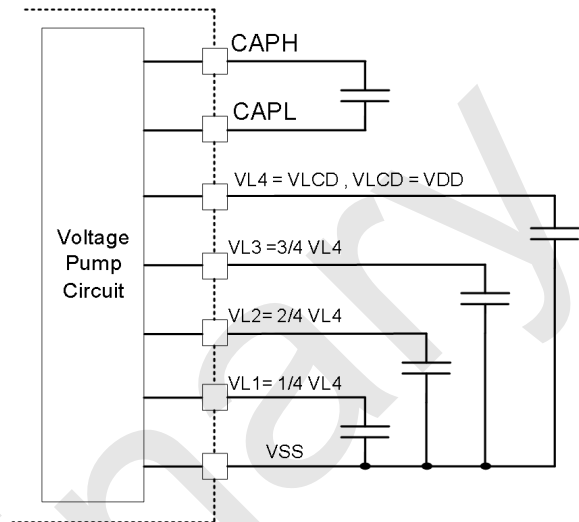 CAPH
CAPL
VL4 = VLCD , VLCD = VDD
Voltage
Pump
Circuit
VL3 =3/4 VL4
VL2= 2/4 VL4
VL1= 1/4 VL4
VSS
nary